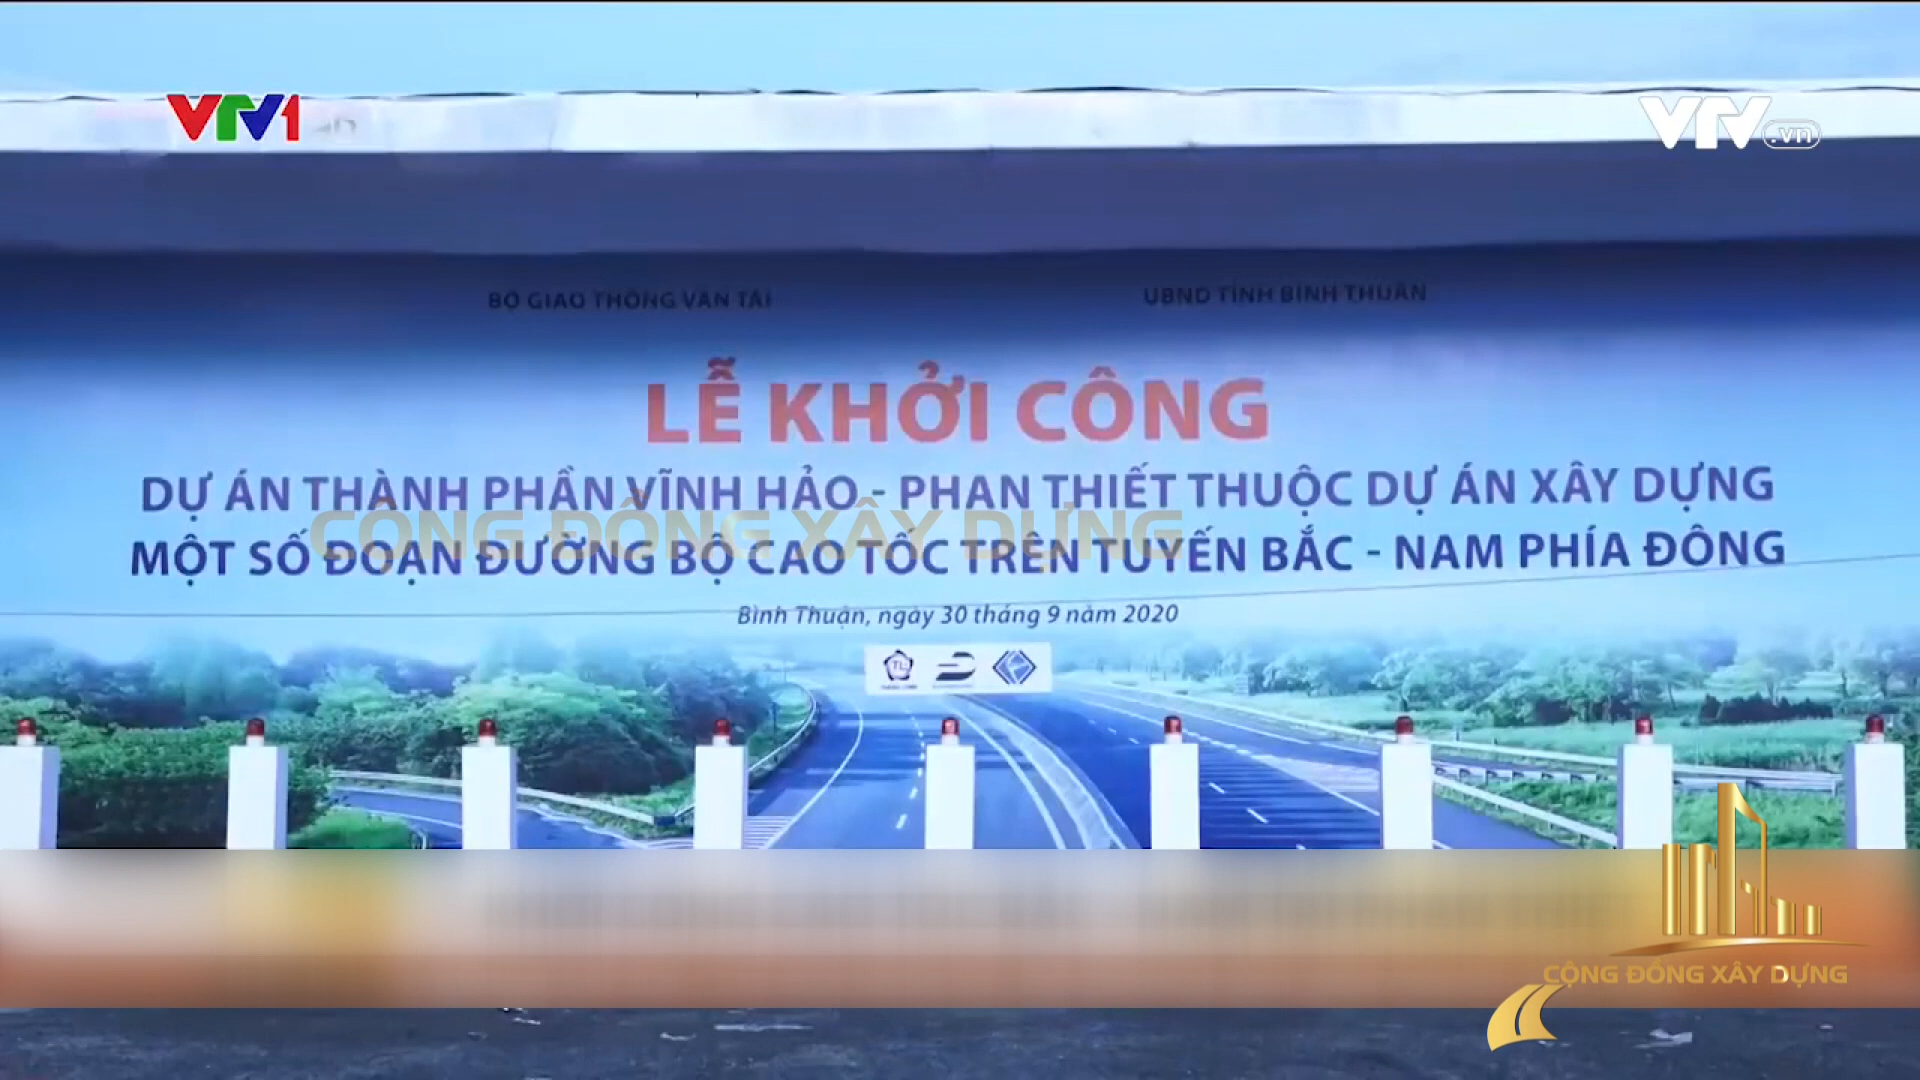 VTV1
VTV.vn
BỘ GIAO THÔNG VẬN TẢI
UBND TỈNH BÌNH THUẬN
LỄ KHỞI CÔNG
DỰ ÁN THÀNH PHẦN VĨNH HẢO - PHAN THIẾT THUỘC DỰ ÁN XÂY DỰNG
CỘNG ĐỒNG XÂY DỰNG
MỘT SỐ ĐOẠN ĐƯỜNG BỘ CAO TỐC TRÊN TUYẾN BẮC - NAM PHÍA ĐÔNG
Bình Thuận, ngày 30 tháng 9 năm 2020
TL
CỘNG ĐỒNG XÂY DỰNG